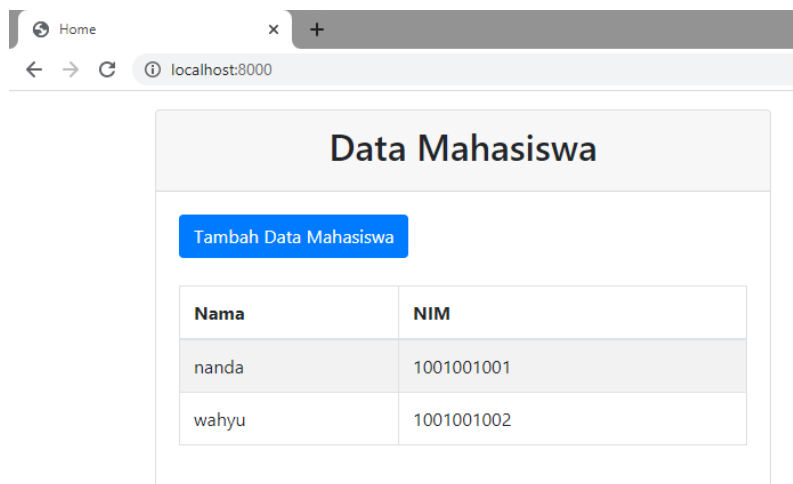 Home
localhost:8000
Data Mahasiswa
Tambah Data Mahasiswa
Nama NIM
nanda 1001001001
wahyu 1001001002